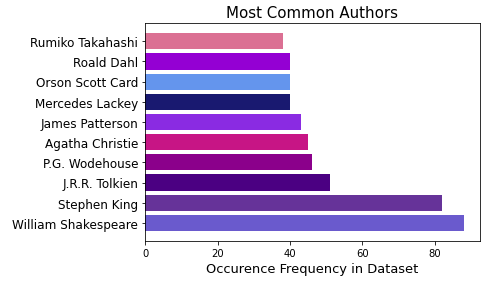 Most Common Authors
Rumiko Takahashi
Roald Dahl
Orson Scott Card
Mercedes Lackey
James Patterson
Agatha Christie
P.G. Wodehouse
J.R.R. Tolkien
Stephen King
William Shakespeare
0 20 40 60 80
Occurence Frequency in Dataset